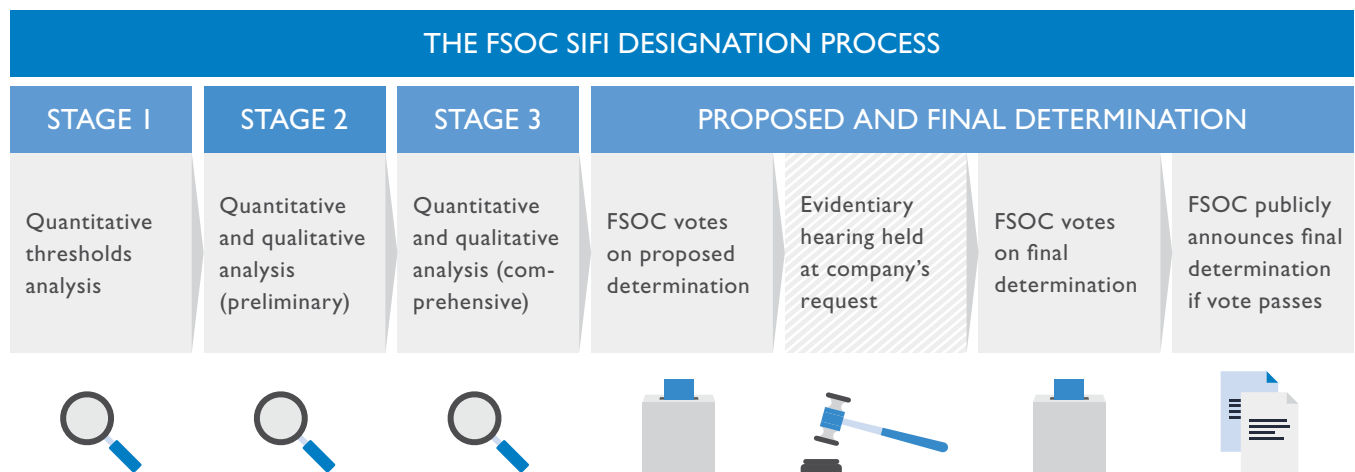 THE FSOC SIFI DESIGNATION PROCESS
STAGE 1
STAGE 2
STAGE 3
PROPOSED AND FINAL DETERMINATION
Quantitative
thresholds
analysis
Quantitative
and qualitative
analysis
(preliminary)
Quantitative
and qualitative
analysis (com-
prehensive)
FSOC votes
on proposed
determination
Evidentiary
hearing held
at company’s
request
FSOC votes
on final
determination
FSOC publicly
announces final
determination
if vote passes